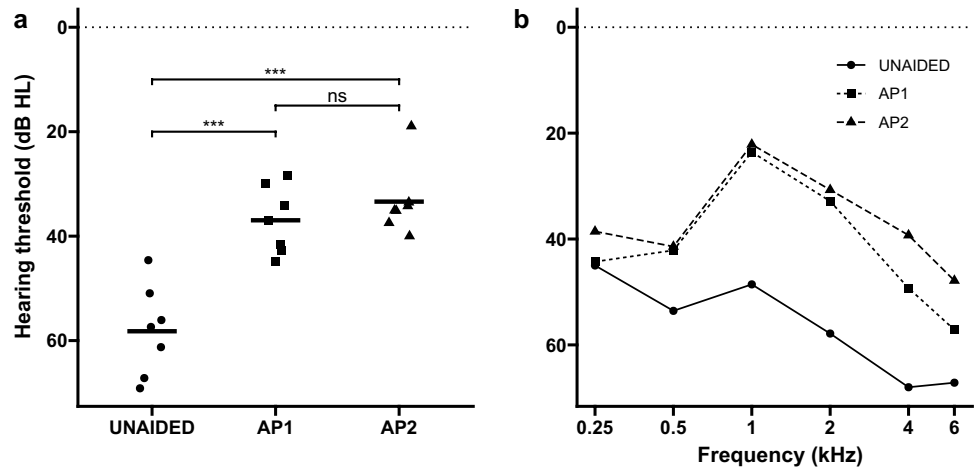 a
Hearing threshold (dB HL)
0
20
40
60
***
ns
***
UNAIDED AP1 AP2
b
0
20
40
60
UNAIDED
AP1
AP2
0.25 0.5 1 2 4 6
Frequency (kHz)